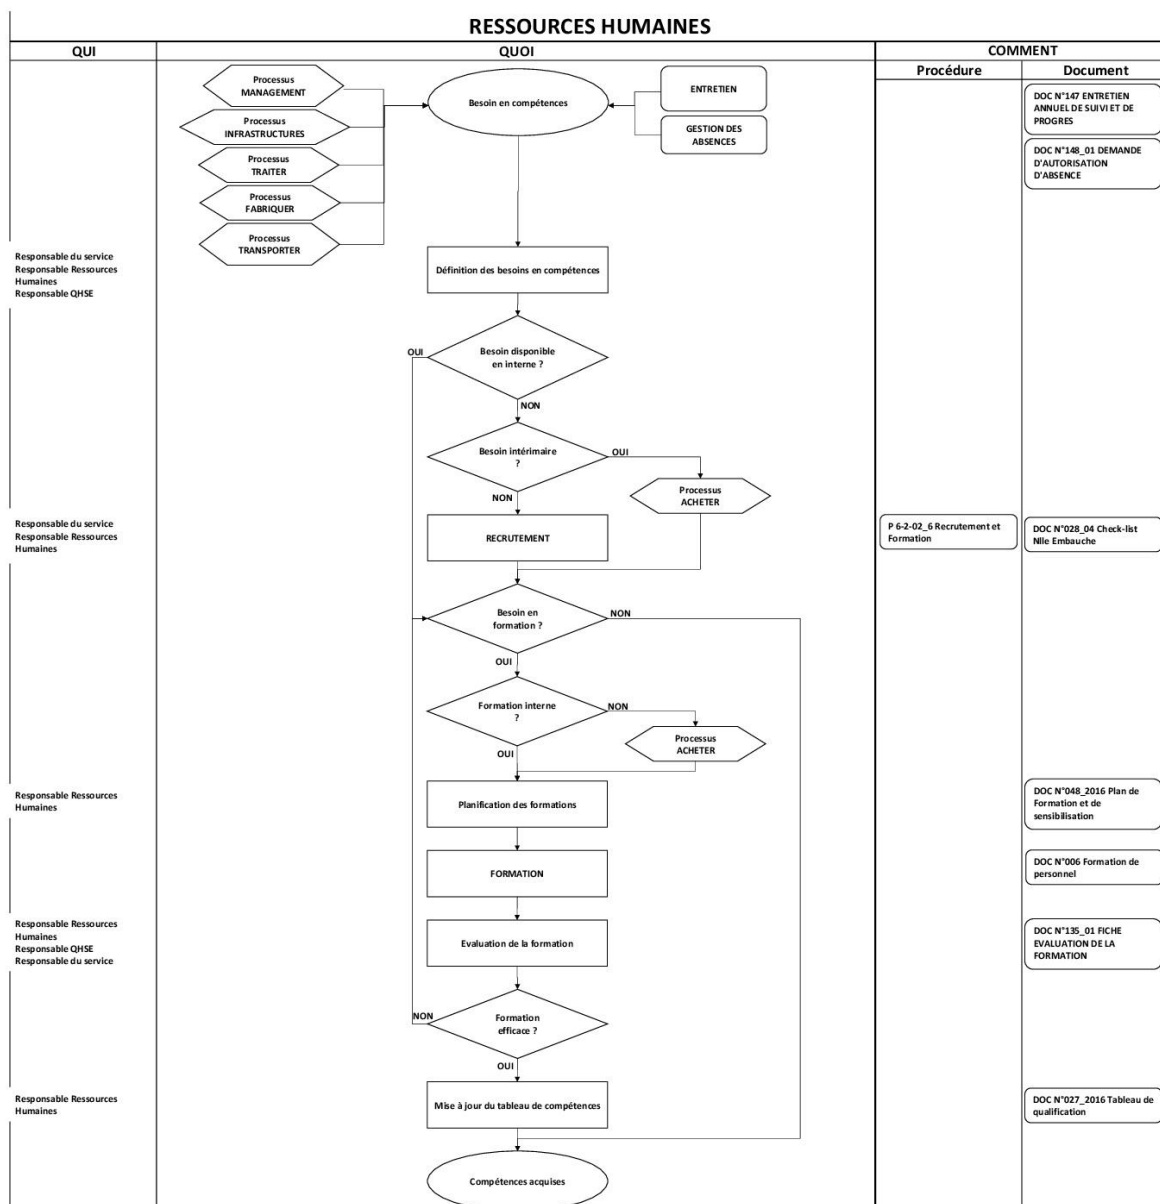 RESSOURCES HUMAINES
QUI
QUOI
COMMENT
Procédure
Document
Processus
MANAGEMENT
Processus
INFRASTRUCTURES
Processus
TRAITER
Processus
FABRIQUER
Processus
TRANSPORTER
Besoin en compétences
ENTRETIEN
GESTION DES
ABSENCES
DOC N°147 ENTRETIEN
ANNUEL DE SUIVI ET DE
PROGRES
DOC N°148_01 DEMANDE
D'AUTORISATION
D'ABSENCE
Responsable du service
Responsable Ressources
Humaines
Responsable QHSE
Définition des besoins en compétences
Besoin disponible
en interne ?
OUI
NON
Besoin intérimaire
?
OUI
NON
Processus
ACHETER
Responsable du service
Responsable Ressources
Humaines
RECRUTEMENT
P 6-2-02_6 Recrutement et
Formation
DOC N°028_04 Check-list
Nlle Embauche
Besoin en
formation ?
NON
OUI
Formation interne
?
NON
OUI
Processus
ACHETER
Responsable Ressources
Humaines
Planification des formations
DOC N°048_2016 Plan de
Formation et de
sensibilisation
FORMATION
DOC N°006 Formation de
personnel
Responsable Ressources
Humaines
Responsable QHSE
Responsable du service
Evaluation de la formation
DOC N°135_01 FICHE
EVALUATION DE LA
FORMATION
Formation
efficace ?
NON
OUI
Responsable Ressources
Humaines
Mise à jour du tableau de compétences
DOC N°027_2016 Tableau de
qualification
Compétences acquises